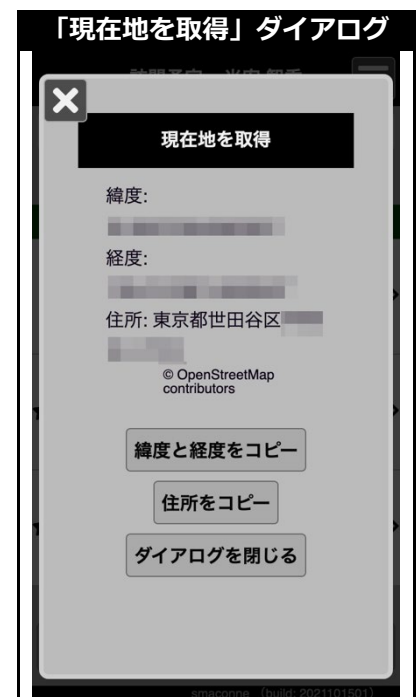 「現在地を取得」ダイアログ
現在地を取得
緯度:
経度:
住所: 東京都世田谷区
© OpenStreetMap
contributors
緯度と経度をコピー
住所をコピー
ダイアログを閉じる
smaconne （build: 2021101501）